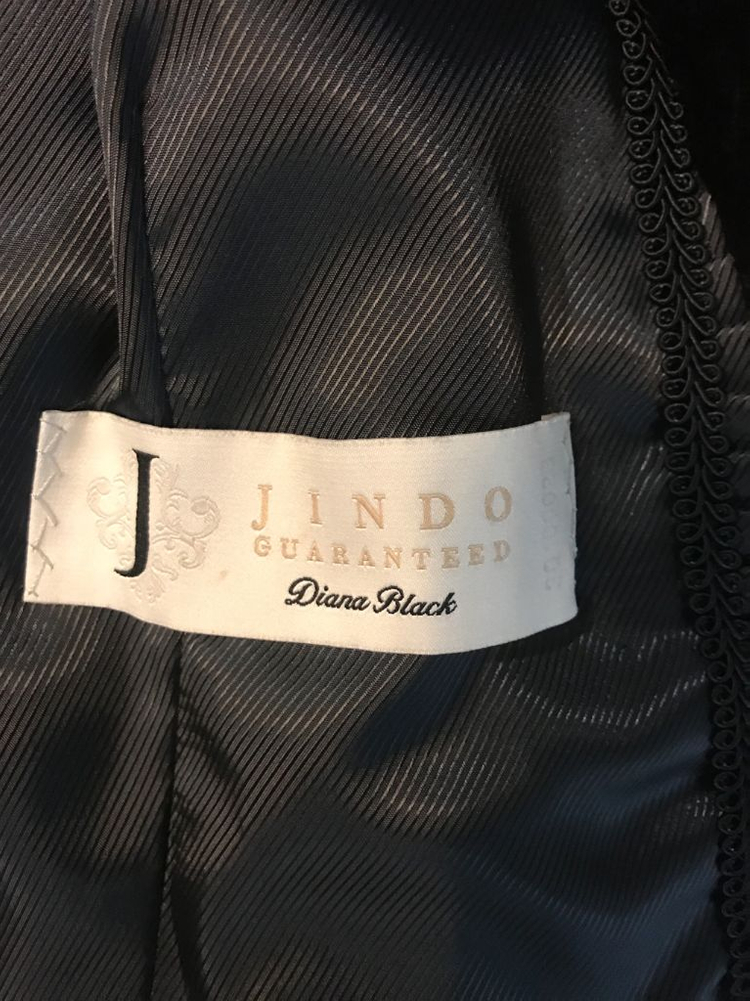 J
JINDO
GUARANTEED
Diana Black